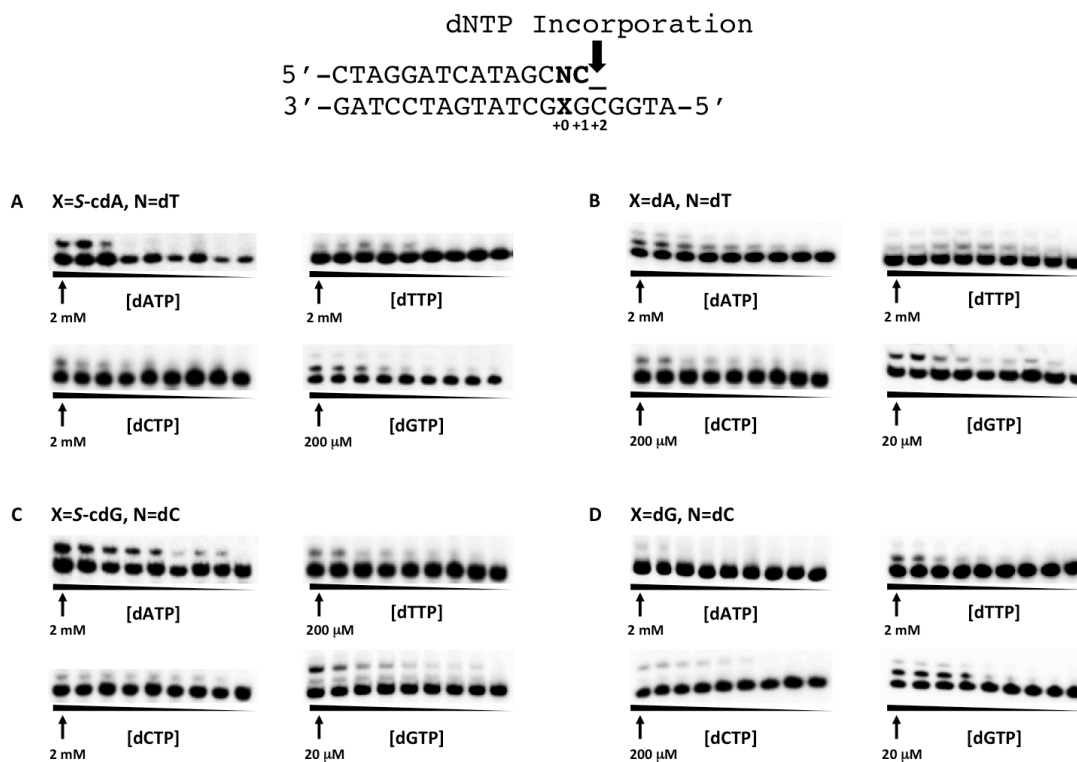 dNTP Incorporation
5′-CTAGGATCATAGCNC_
3′-GATCCTAGTATCGXGCGGTA-5′
+0 +1 +2
A X=S-cdA, N=dT
[dATP]
2 mM
[dTTP]
2 mM
[dCTP]
2 mM
[dGTP]
200 µM
B X=dA, N=dT
[dATP]
2 mM
[dTTP]
2 mM
[dCTP]
200 µM
[dGTP]
20 µM
C X=S-cdG, N=dC
[dATP]
2 mM
[dTTP]
200 µM
[dCTP]
2 mM
[dGTP]
20 µM
D X=dG, N=dC
[dATP]
2 mM
[dTTP]
2 mM
[dCTP]
200 µM
[dGTP]
20 µM